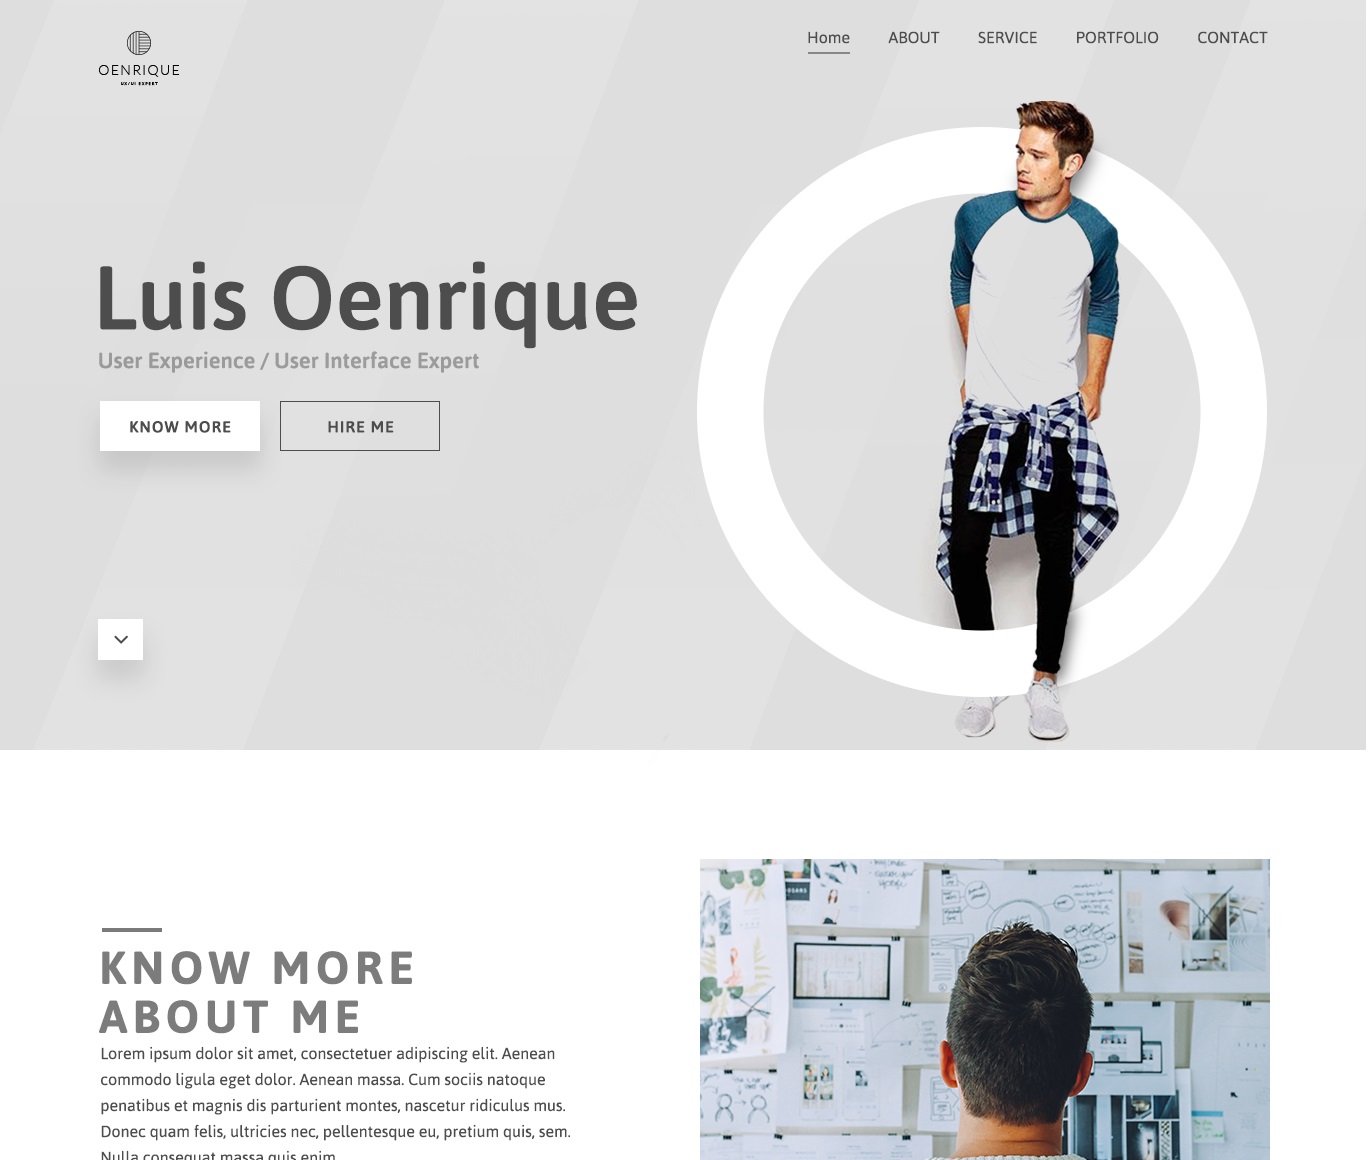 OENRIQUE
UX/UI EXPERT
Home ABOUT SERVICE PORTFOLIO CONTACT
Luis Oenrique
User Experience / User Interface Expert
KNOW MORE HIRE ME
KNOW MORE
ABOUT ME
Lorem ipsum dolor sit amet, consectetuer adipiscing elit. Aenean
commodo ligula eget dolor. Aenean massa. Cum sociis natoque
penatibus et magnis dis parturient montes, nascetur ridiculus mus.
Donec quam felis, ultricies nec, pellentesque eu, pretium quis, sem.
Nulla consequat massa quis enim.